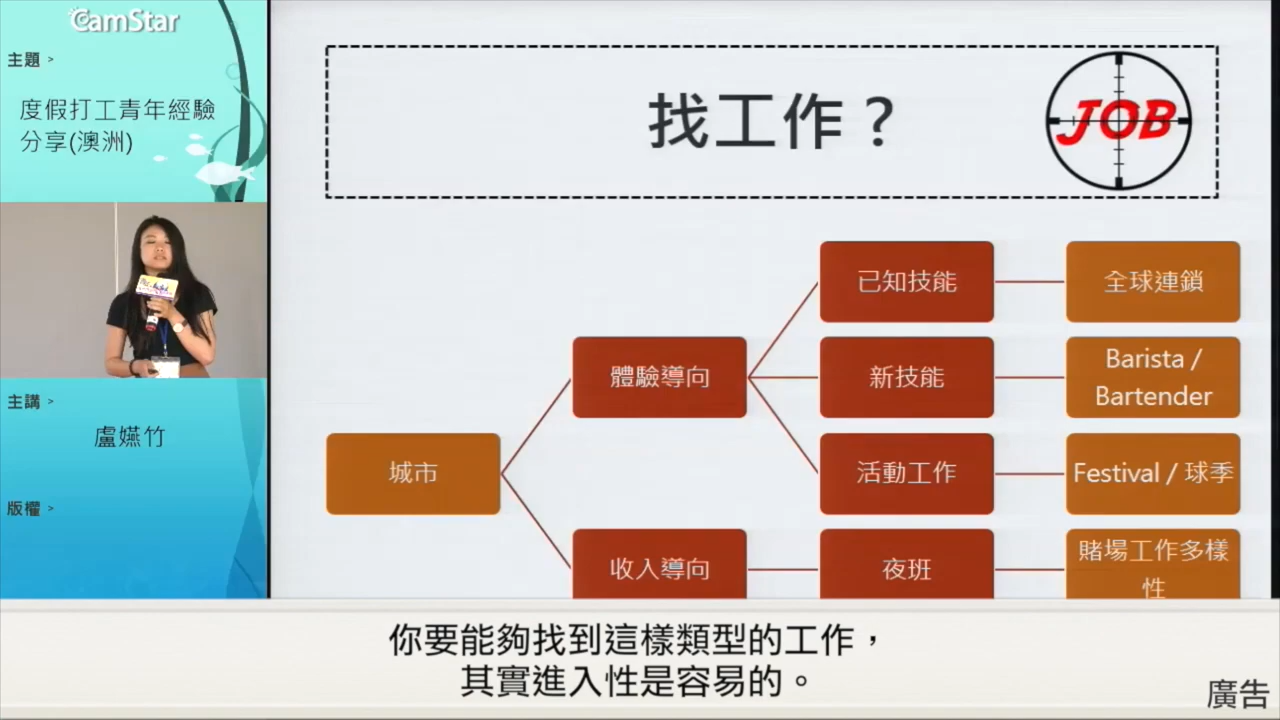 CamStar
主題 >
度假打工青年經驗
分享(澳洲)
主講 >
盧嬿竹
版權 >
找工作？
JOB
城市
體驗導向
收入導向
已知技能
新技能
活動工作
夜班
全球連鎖
Barista /
Bartender
Festival / 球季
賭場工作多樣
性
你要能夠找到這樣類型的工作，
其實進入性是容易的。
廣告